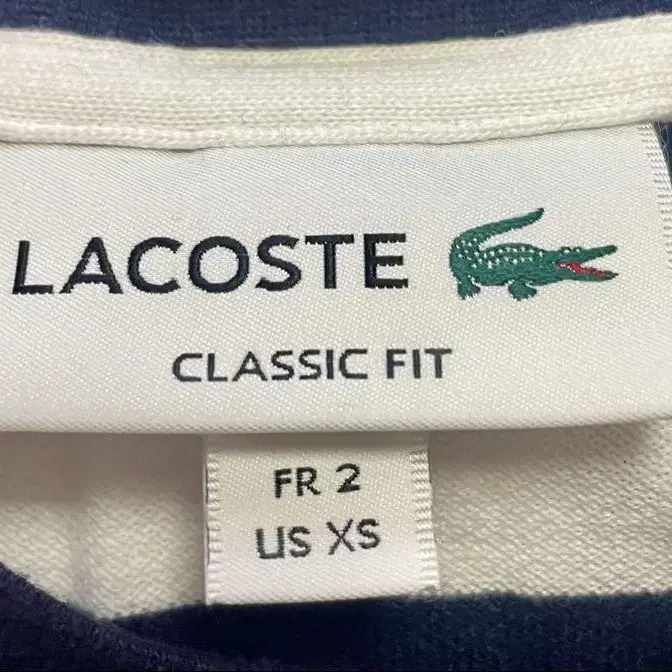 LACOSTE
CLASSIC FIT
FR 2
US XS